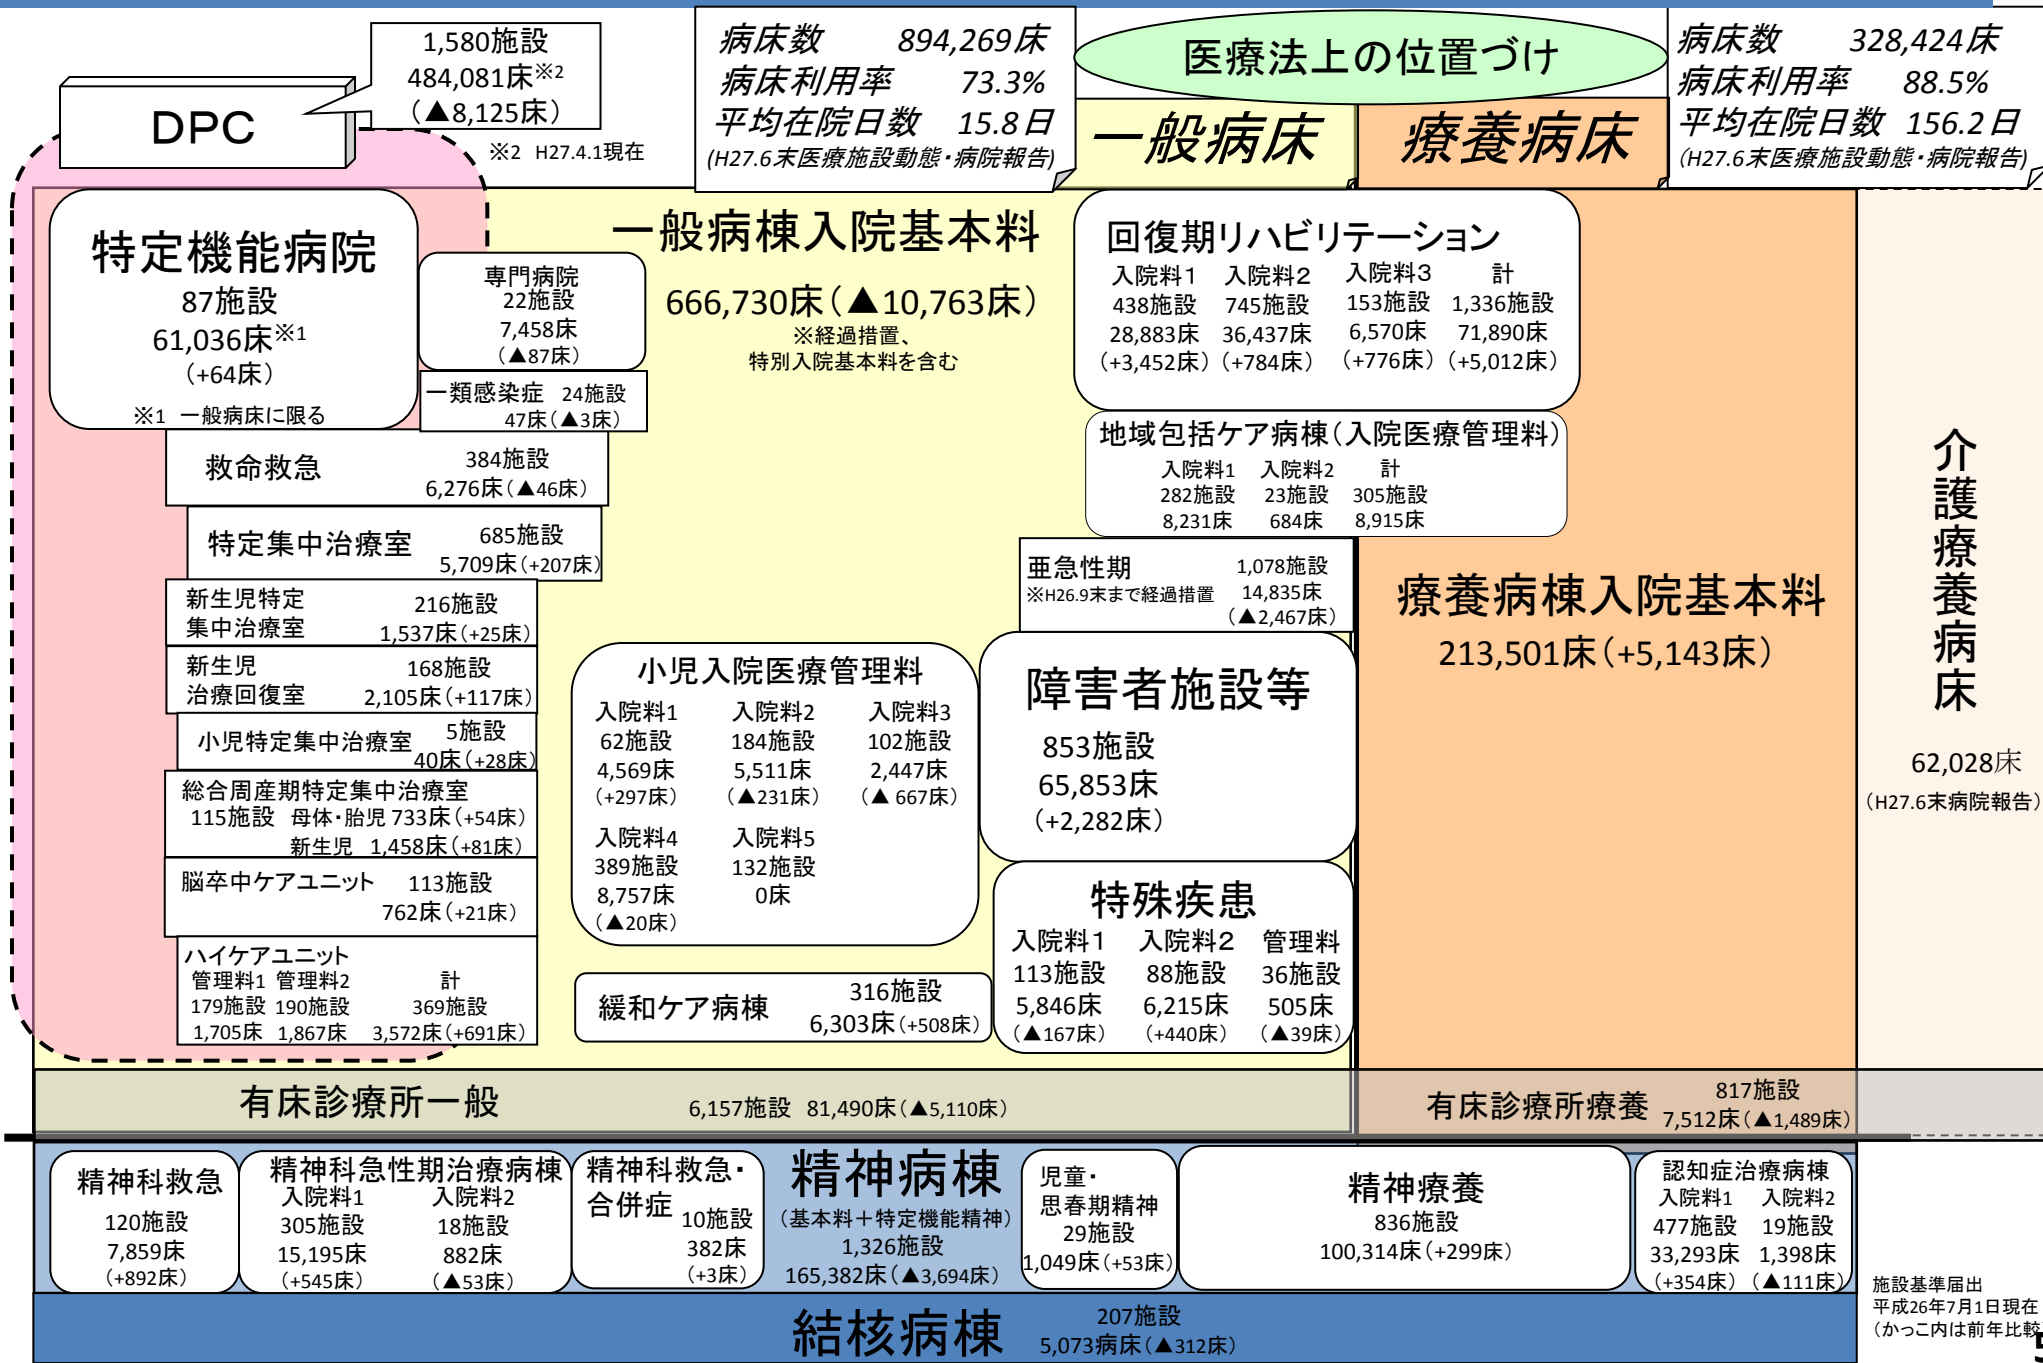 1,580施設
484,081床※2
(▲8,125床)
DPC
※2 H27.4.1現在
病床数 894,269床
病床利用率 73.3%
平均在院日数 15.8日
(H27.6末医療施設動態・病院報告)
医療法上の位置づけ
一般病床
療養病床
病床数 328,424床
病床利用率 88.5%
平均在院日数 156.2日
(H27.6末医療施設動態・病院報告)
特定機能病院
87施設
61,036床※1
(+64床)
※1 一般病床に限る
専門病院
22施設
7,458床
(▲87床)
一類感染症 24施設
47床(▲3床)
一般病棟入院基本料
666,730床(▲10,763床)
※経過措置、
特別入院基本料を含む
回復期リハビリテーション
入院料1 入院料2 入院料3 計
438施設 745施設 153施設 1,336施設
28,883床 36,437床 6,570床 71,890床
(+3,452床) (+784床) (+776床) (+5,012床)
地域包括ケア病棟(入院医療管理料)
入院料1 入院料2 計
282施設 23施設 305施設
8,231床 684床 8,915床
救命救急 384施設
6,276床(▲46床)
特定集中治療室 685施設
5,709床(+207床)
新生児特定
集中治療室
216施設
1,537床(+25床)
新生児
治療回復室
168施設
2,105床(+117床)
小児特定集中治療室 5施設
40床(+28床)
総合周産期特定集中治療室
115施設 母体・胎児 733床(+54床)
新生児 1,458床(+81床)
脳卒中ケアユニット 113施設
762床(+21床)
ハイケアユニット
管理料1 管理料2 計
179施設 190施設 369施設
1,705床 1,867床 3,572床(+691床)
亜急性期 1,078施設
※H26.9末まで経過措置 14,835床
(▲2,467床)
小児入院医療管理料
入院料1 入院料2 入院料3
62施設 184施設 102施設
4,569床 5,511床 2,447床
(+297床) (▲231床) (▲ 667床)
入院料4 入院料5
389施設 132施設
8,757床 0床
(▲20床)
障害者施設等
853施設
65,853床
(+2,282床)
緩和ケア病棟 316施設
6,303床(+508床)
特殊疾患
入院料1 入院料2 管理料
113施設 88施設 36施設
5,846床 6,215床 505床
(▲167床) (+440床) (▲39床)
療養病棟入院基本料
213,501床(+5,143床)
介護療養病床
62,028床
(H27.6末病院報告)
有床診療所一般 6,157施設 81,490床(▲5,110床)
有床診療所療養 817施設
7,512床(▲1,489床)
精神科救急
120施設
7,859床
(+892床)
精神科急性期治療病棟
入院料1 入院料2
305施設 18施設
15,195床 882床
(+545床) (▲53床)
精神科救急・
合併症
10施設
382床
(+3床)
精神病棟
(基本料+特定機能精神)
1,326施設
165,382床(▲3,694床)
児童・
思春期精神
29施設
1,049床(+53床)
精神療養
836施設
100,314床(+299床)
認知症治療病棟
入院料1 入院料2
477施設 19施設
33,293床 1,398床
(+354床) (▲111床)
結核病棟 207施設
5,073病床(▲312床)
施設基準届出
平成26年7月1日現在
(かっこ内は前年比較